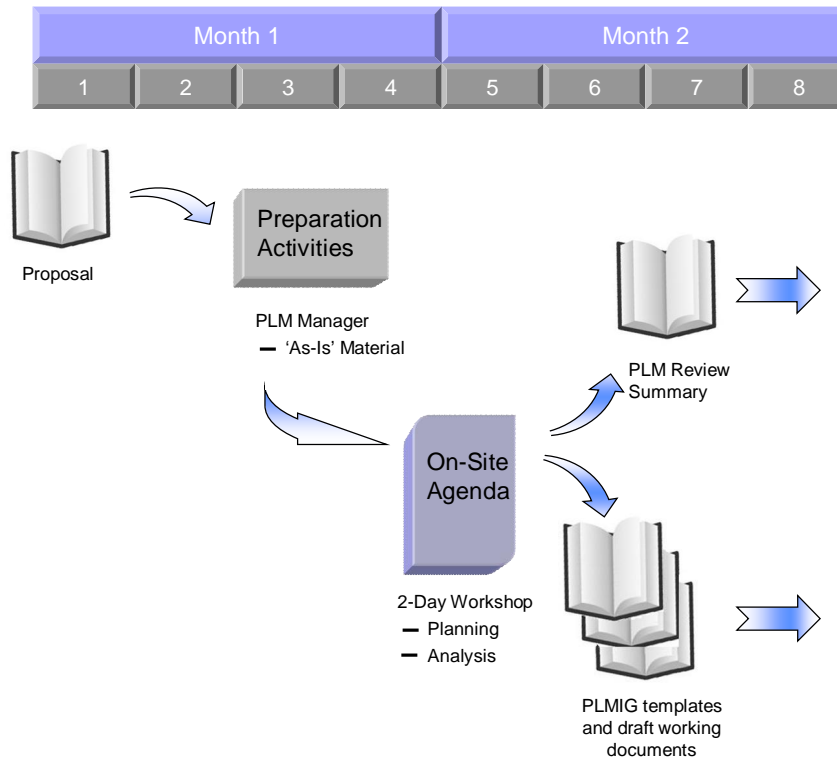 Month 1
Month 2
1 2 3 4 5 6 7 8
Proposal
Preparation
Activities
PLM Manager
– ‘As-Is’ Material
On-Site
Agenda
2-Day Workshop
– Planning
– Analysis
PLM Review
Summary
PLMIG templates
and draft working
documents